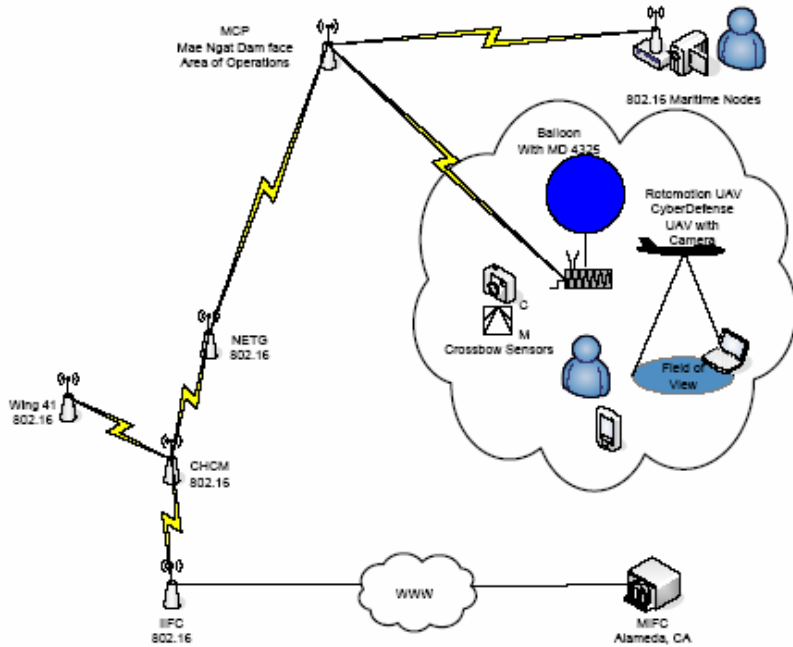 MCP
Mae Ngat Dam face
Area of Operations
802.16 Maritime Nodes
Balloon
With MD 4325
Rotomotion UAV
CyberDefense
UAV with
Camera
C
M
Crossbow Sensors
Field of
View
NETG
802.16
Wing 41
802.16
CHCM
802.16
IIFC
802.16
WWW
MIFC
Alameda, CA